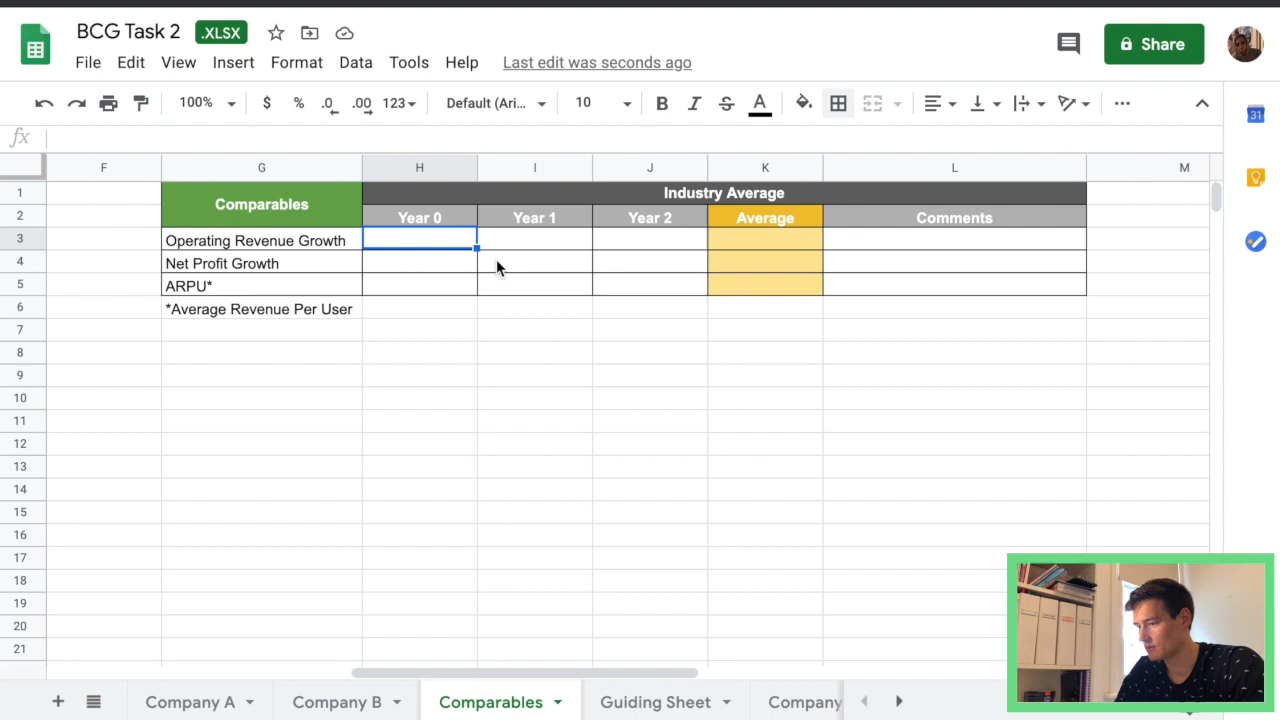 BCG Task 2 .XLSX
Share
File Edit View Insert Format Data Tools Help Last edit was seconds ago
100% $ % .0 .00 123 Default (Ari... 10 B I S A
31
fx
F G H I J K L M
1 Comparables Industry Average
2 Year 0 Year 1 Year 2 Average Comments
3 Operating Revenue Growth
4 Net Profit Growth
5 ARPU*
6 *Average Revenue Per User
7
8
9
10
11
12
13
14
15
16
17
18
19
20
21
Company A Company B Comparables Guiding Sheet Company